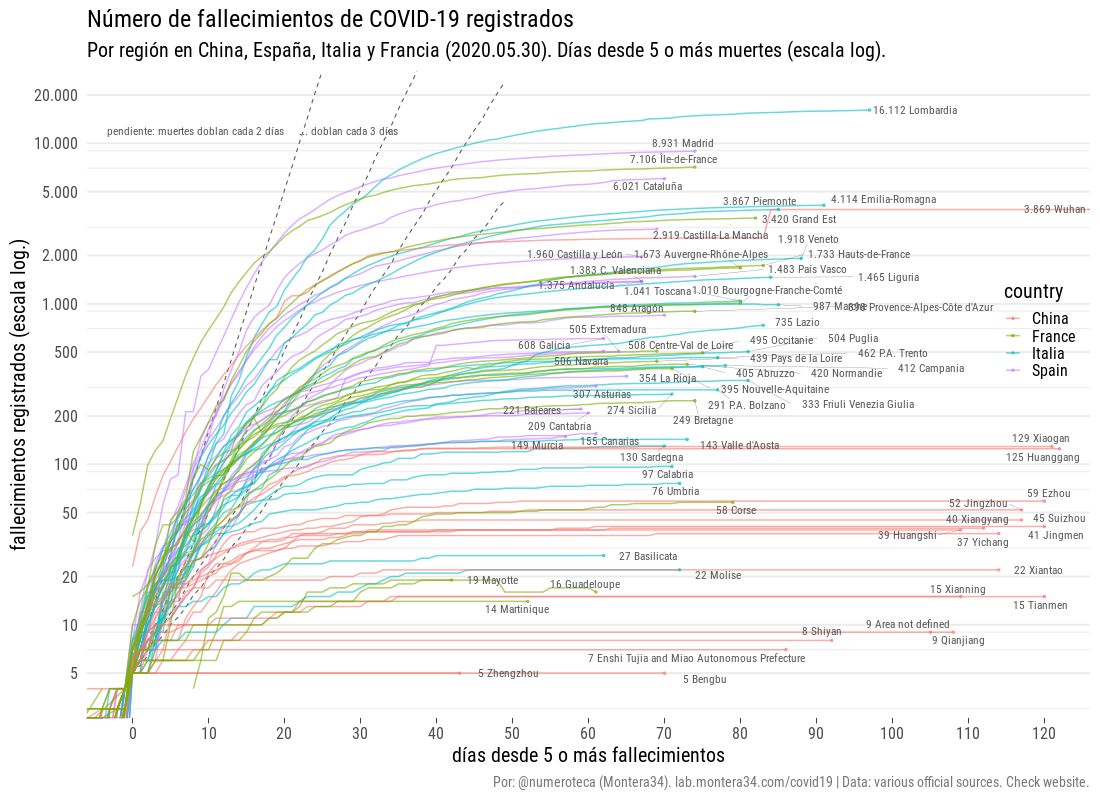 Número de fallecimientos de COVID-19 registrados
Por región en China, España, Italia y Francia (2020.05.30). Días desde 5 o más muertes (escala log).
20.000
10.000
5.000
2.000
1.000
500
200
100
50
20
10
5
fallecimientos registrados (escala log.)
pendiente: muertes doblan cada 2 días
... doblan cada 3 días
16.112 Lombardia
8.931 Madrid
7.106 Île-de-France
6.021 Cataluña
4.114 Emilia-Romagna
3.867 Piemonte
3.869 Wuhan
3.420 Grand Est
2.919 Castilla-La Mancha
1.918 Veneto
1.960 Castilla y León
1.673 Auvergne-Rhône-Alpes
1.733 Hauts-de-France
1.383 C. Valenciana
1.483 País Vasco
1.465 Liguria
1.375 Andalucía
1.041 Toscana
1.010 Bourgogne-Franche-Comté
848 Aragón
987 Marche
898 Provence-Alpes-Côte d'Azur
735 Lazio
505 Extremadura
608 Galicia
508 Centre-Val de Loire
495 Occitanie
504 Puglia
506 Navarra
439 Pays de la Loire
462 P.A. Trento
354 La Rioja
405 Abruzzo
420 Normandie
412 Campania
307 Asturias
395 Nouvelle-Aquitaine
221 Baleares
274 Sicilia
291 P.A. Bolzano
333 Friuli Venezia Giulia
209 Cantabria
249 Bretagne
149 Murcia
155 Canarias
143 Valle d'Aosta
129 Xiaogan
130 Sardegna
125 Huanggang
97 Calabria
76 Umbria
59 Ezhou
58 Corse
52 Jingzhou
40 Xiangyang
45 Suizhou
39 Huangshi
41 Jingmen
37 Yichang
27 Basilicata
22 Molise
22 Xiantao
19 Mayotte
16 Guadeloupe
15 Xianning
14 Martinique
15 Tianmen
9 Area not defined
8 Shiyan
9 Qianjiang
7 Enshi Tujia and Miao Autonomous Prefecture
5 Zhengzhou
5 Bengbu
country
China
France
Italia
Spain
0
10
20
30
40
50
60
70
80
90
100
110
120
días desde 5 o más fallecimientos
Por: @numeroteca (Montera34). lab.montera34.com/covid19 | Data: various official sources. Check website.